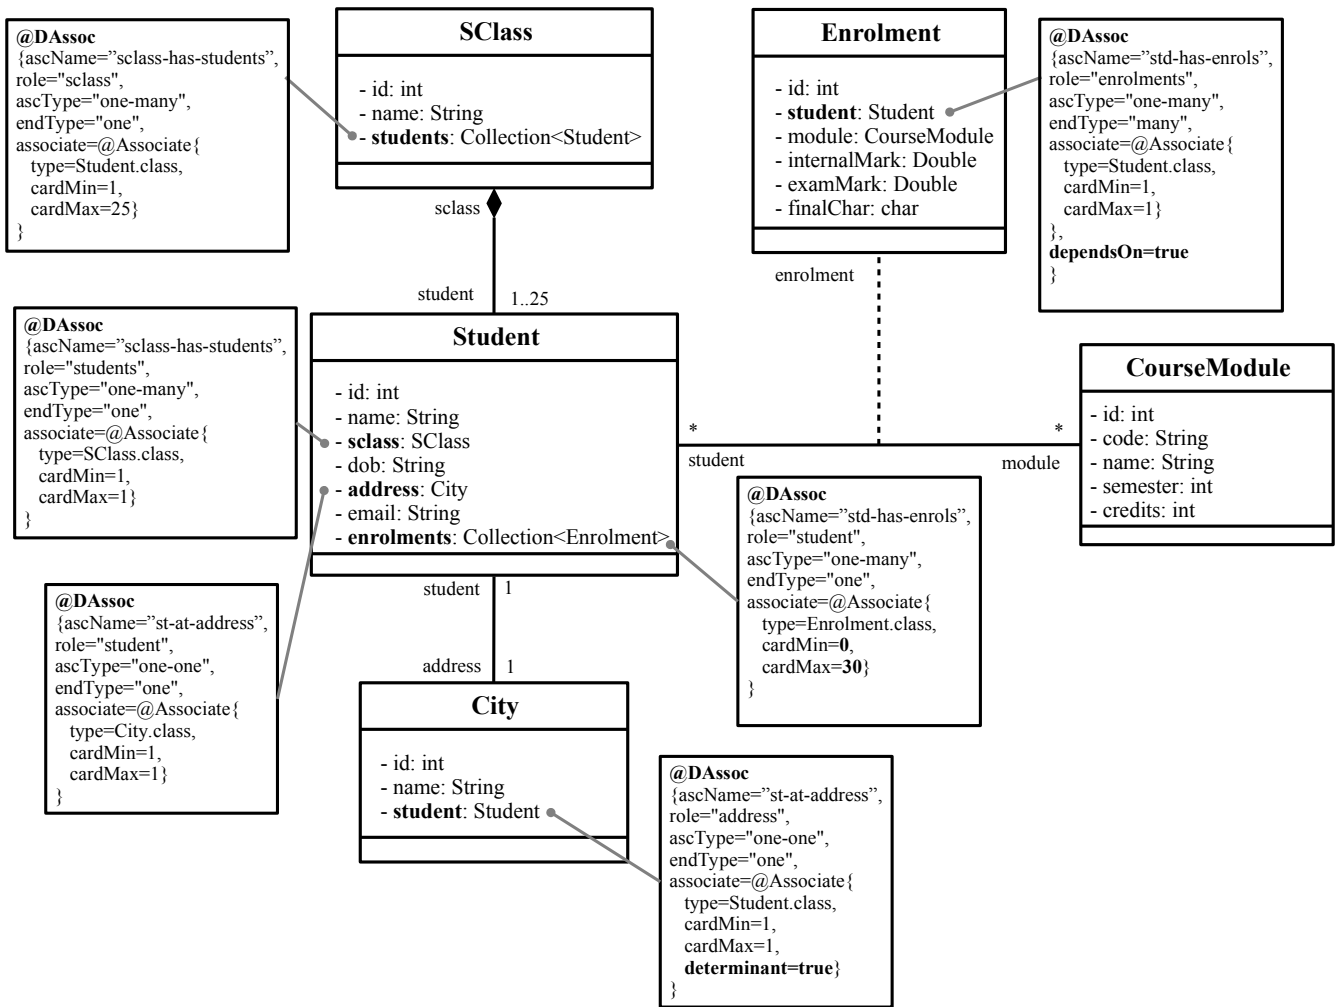 @DAssoc
{ascName=”sclass-has-students”,
role="sclass",
ascType="one-many",
endType="one",
associate=@Associate{
type=Student.class,
cardMin=1,
cardMax=25}
}
SClass
- id: int
- name: String
- students: Collection<Student>
sclass
student
1..25
Enrolment
- id: int
- student: Student
- module: CourseModule
- internalMark: Double
- examMark: Double
- finalChar: char
enrolment
@DAssoc
{ascName=”std-has-enrols”,
role="enrolments",
ascType="one-many",
endType="many",
associate=@Associate{
type=Student.class,
cardMin=1,
cardMax=1}
},
dependsOn=true
}
@DAssoc
{ascName=”sclass-has-students”,
role="students",
ascType="one-many",
endType="one",
associate=@Associate{
type=SClass.class,
cardMin=1,
cardMax=1}
}
Student
- id: int
- name: String
- sclass: SClass
- dob: String
- address: City
- email: String
- enrolments: Collection<Enrolment>
* *
student module
CourseModule
- id: int
- code: String
- name: String
- semester: int
- credits: int
@DAssoc
{ascName=”std-has-enrols”,
role="student",
ascType="one-many",
endType="one",
associate=@Associate{
type=Enrolment.class,
cardMin=0,
cardMax=30}
}
@DAssoc
{ascName=”st-at-address”,
role="student",
ascType="one-one",
endType="one",
associate=@Associate{
type=City.class,
cardMin=1,
cardMax=1}
}
student 1
address 1
City
- id: int
- name: String
- student: Student
@DAssoc
{ascName=”st-at-address”,
role="address",
ascType="one-one",
endType="one",
associate=@Associate{
type=Student.class,
cardMin=1,
cardMax=1,
determinant=true}
}